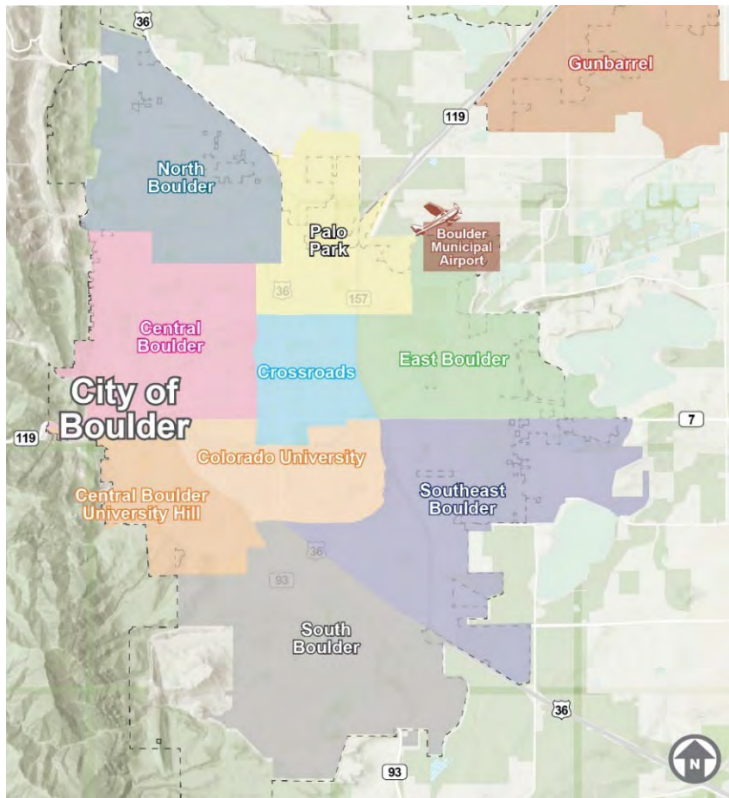 36
Gunbarrel
119
North
Boulder
Palo
Park
Boulder
Municipal
Airport
36
157
Central
Boulder
Crossroads
East Boulder
City of
Boulder
119
7
Colorado University
Central Boulder
University Hill
Southeast
Boulder
36
93
South
Boulder
36
93
N